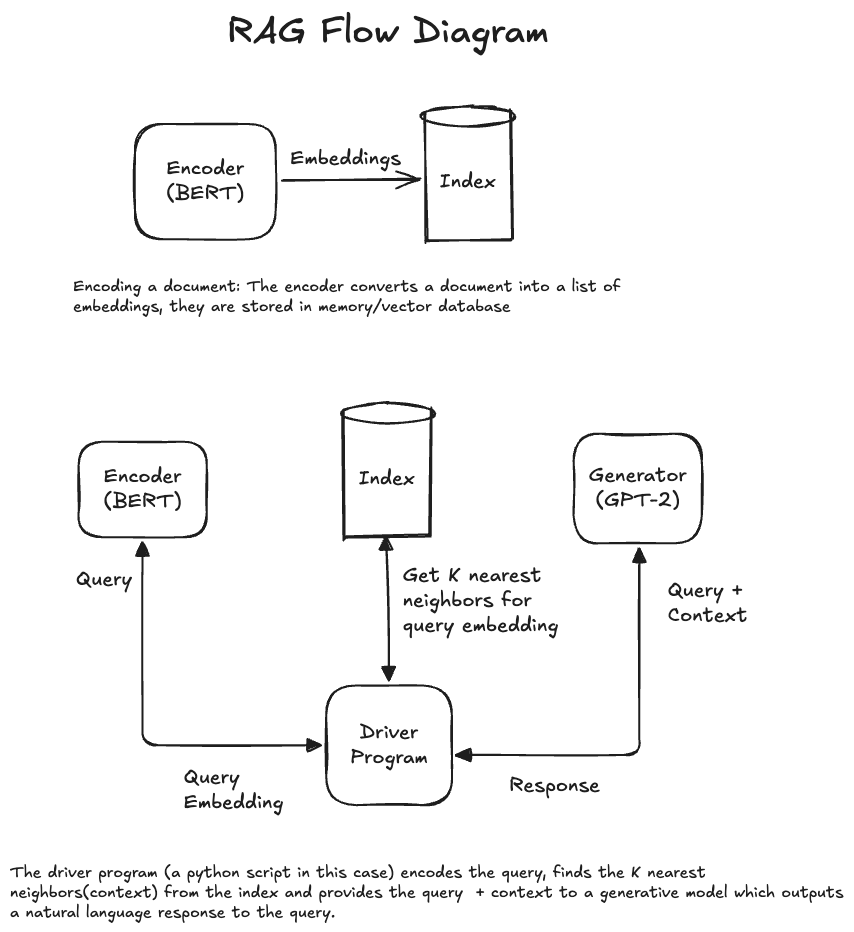 RAG Flow Diagram
Encoder
(BERT)
Embeddings
Index
Encoding a document: The encoder converts a document into a list of
embeddings, they are stored in memory/vector database
Encoder
(BERT)
Index
Generator
(GPT-2)
Query
Get K nearest
neighbors for
query embedding
Query +
Context
Driver
Program
Query
Embedding
Response
The driver program (a python script in this case) encodes the query, finds the K nearest
neighbors(context) from the index and provides the query  + context to a generative model which outputs
a natural language response to the query.